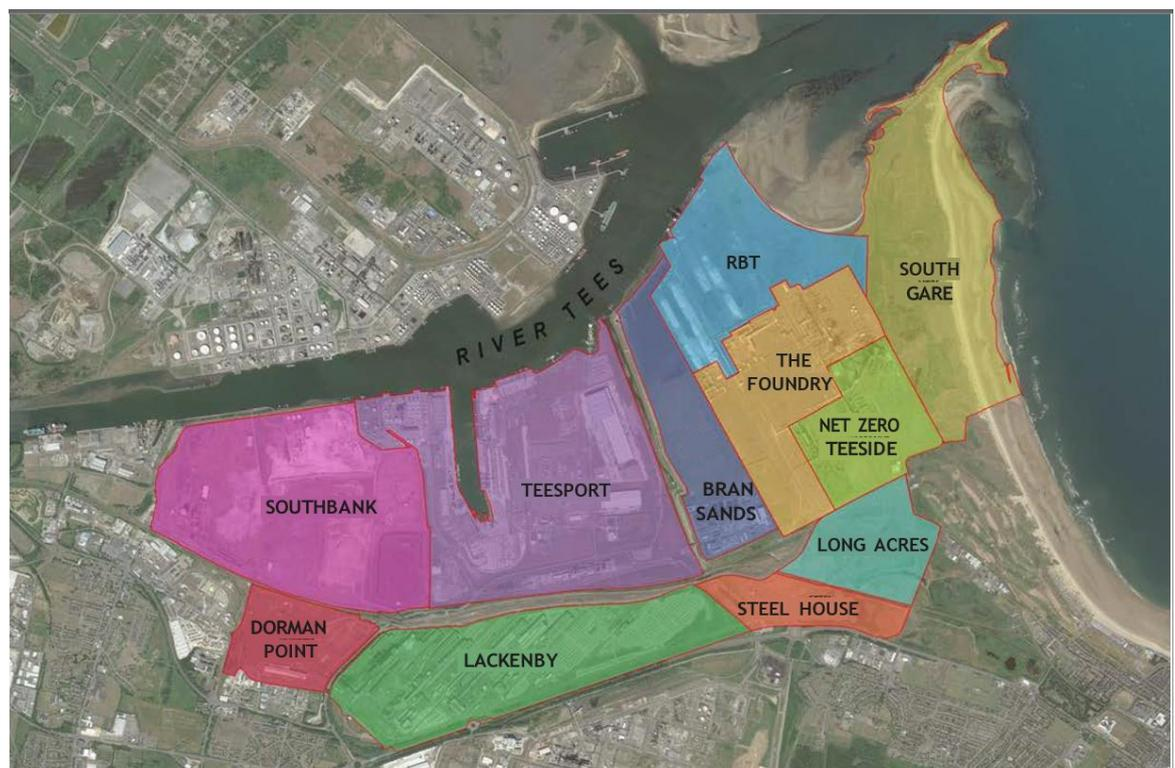 RIVER TEES
RBT
SOUTH
GARE
THE
FOUNDRY
NET ZERO
TEESIDE
SOUTHBANK
TEESPORT
BRAN
SANDS
LONG ACRES
STEEL HOUSE
DORMAN
POINT
LACKENBY